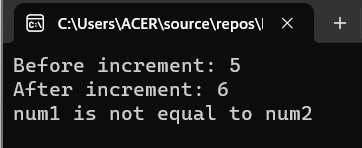 C:\Users\ACER\source\repos\
Before increment: 5
After increment: 6
num1 is not equal to num2